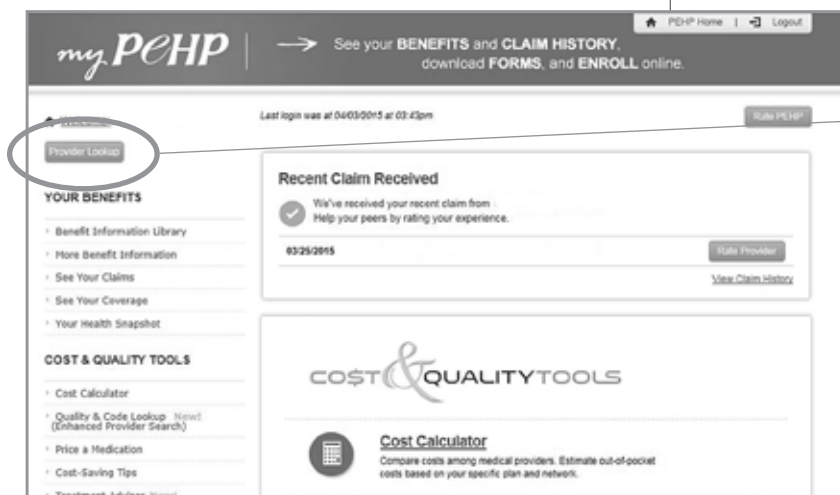 PEHP Home | Logout
my PEHP
See your BENEFITS and CLAIM HISTORY,
download FORMS, and ENROLL online.
Last login was at 04/03/2015 at 03:43pm
Rate PEHP
Provider Lookup
YOUR BENEFITS
Benefit Information Library
More Benefit Information
See Your Claims
See Your Coverage
Your Health Snapshot
COST & QUALITY TOOLS
Cost Calculator
Quality & Code Lookup New!
(Enhanced Provider Search)
Price a Medication
Cost-Saving Tips
Recent Claim Received
We've received your recent claim from
Help your peers by rating your experience.
03/25/2015
Rate Provider
View Claim History
CO$T & QUALITYTOOLS
Cost Calculator
Compare costs among medical providers. Estimate out-of-pocket
costs based on your specific plan and network.